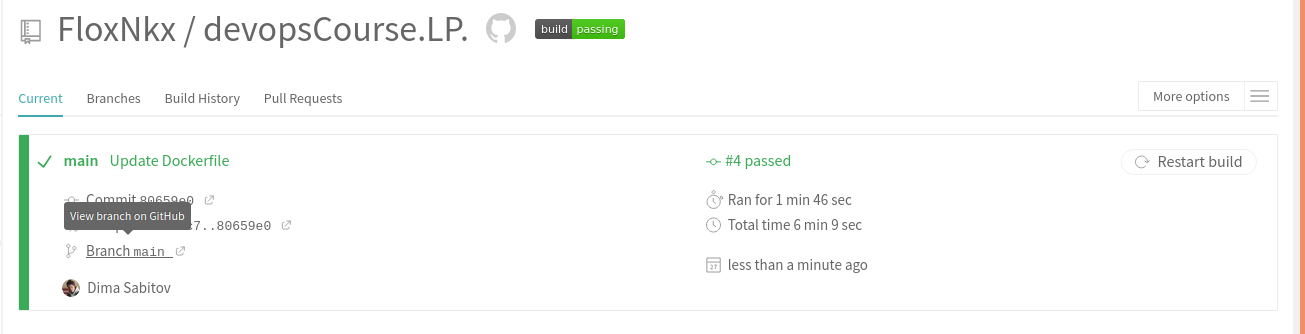 FloxNkx / devopsCourse.LP.
build passing
Current Branches Build History Pull Requests
More options
main Update Dockerfile
#4 passed
Restart build
Commit 80659e0
Ran for 1 min 46 sec
View branch on GitHub
7..80659e0
Total time 6 min 9 sec
Branch main
27
less than a minute ago
Dima Sabitov